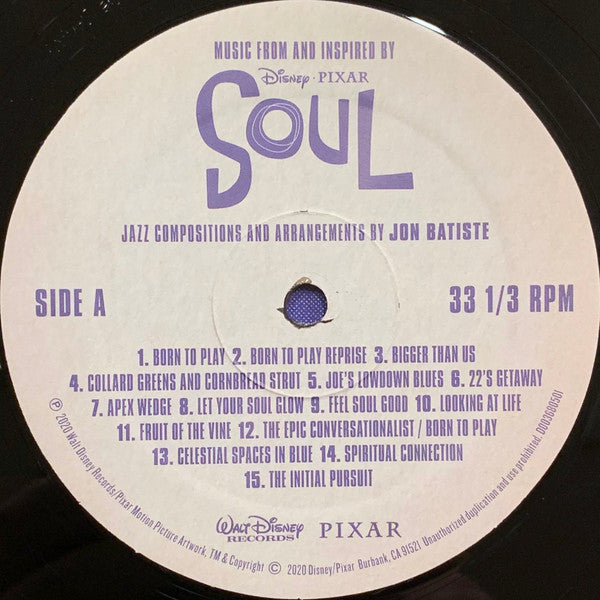 MUSIC FROM AND INSPIRED BY
Disney · PIXAR
SOUL
JAZZ COMPOSITIONS AND ARRANGEMENTS BY JON BATISTE
SIDE A
33 1/3 RPM
1. BORN TO PLAY 2. BORN TO PLAY REPRISE 3. BIGGER THAN US
4. COLLARD GREENS AND CORNBREAD STRUT 5. JOE'S LOWDOWN BLUES 6. 22'S GETAWAY
7. APEX WEDGE 8. LET YOUR SOUL GLOW 9. FEEL SOUL GOOD 10. LOOKING AT LIFE
11. FRUIT OF THE VINE 12. THE EPIC CONVERSATIONALIST / BORN TO PLAY
13. CELESTIAL SPACES IN BLUE 14. SPIRITUAL CONNECTION
15. THE INITIAL PURSUIT
WALT DISNEY
RECORDS
PIXAR
℗ 2020 Walt Disney Records/Pixar Motion Picture Artwork, TM & Copyright © 2020 Disney/Pixar Burbank, CA 91521 Unauthorized duplication not prohibited. D003680501